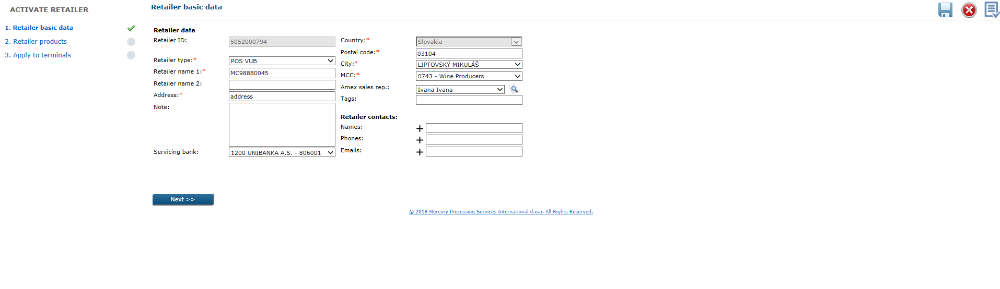 ACTIVATE RETAILER
1. Retailer basic data
2. Retailer products
3. Apply to terminals
Retailer basic data
Retailer data
Retailer ID: 5052000794
Retailer type:* POS VUB
Retailer name 1:* MC98880045
Retailer name 2:
Address:* address
Note:
Servicing bank: 1200 UNIBANKA A.S. - 806001
Country:* Slovakia
Postal code:* 03104
City:* LIPTOVSKÝ MIKULÁŠ
MCC:* 0743 - Wine Producers
Amex sales rep.: Ivana Ivana
Tags:
Retailer contacts:
Names:
Phones:
Emails:
Next >>
© 2018 Mercury Processing Services International d.o.o. All Rights Reserved.